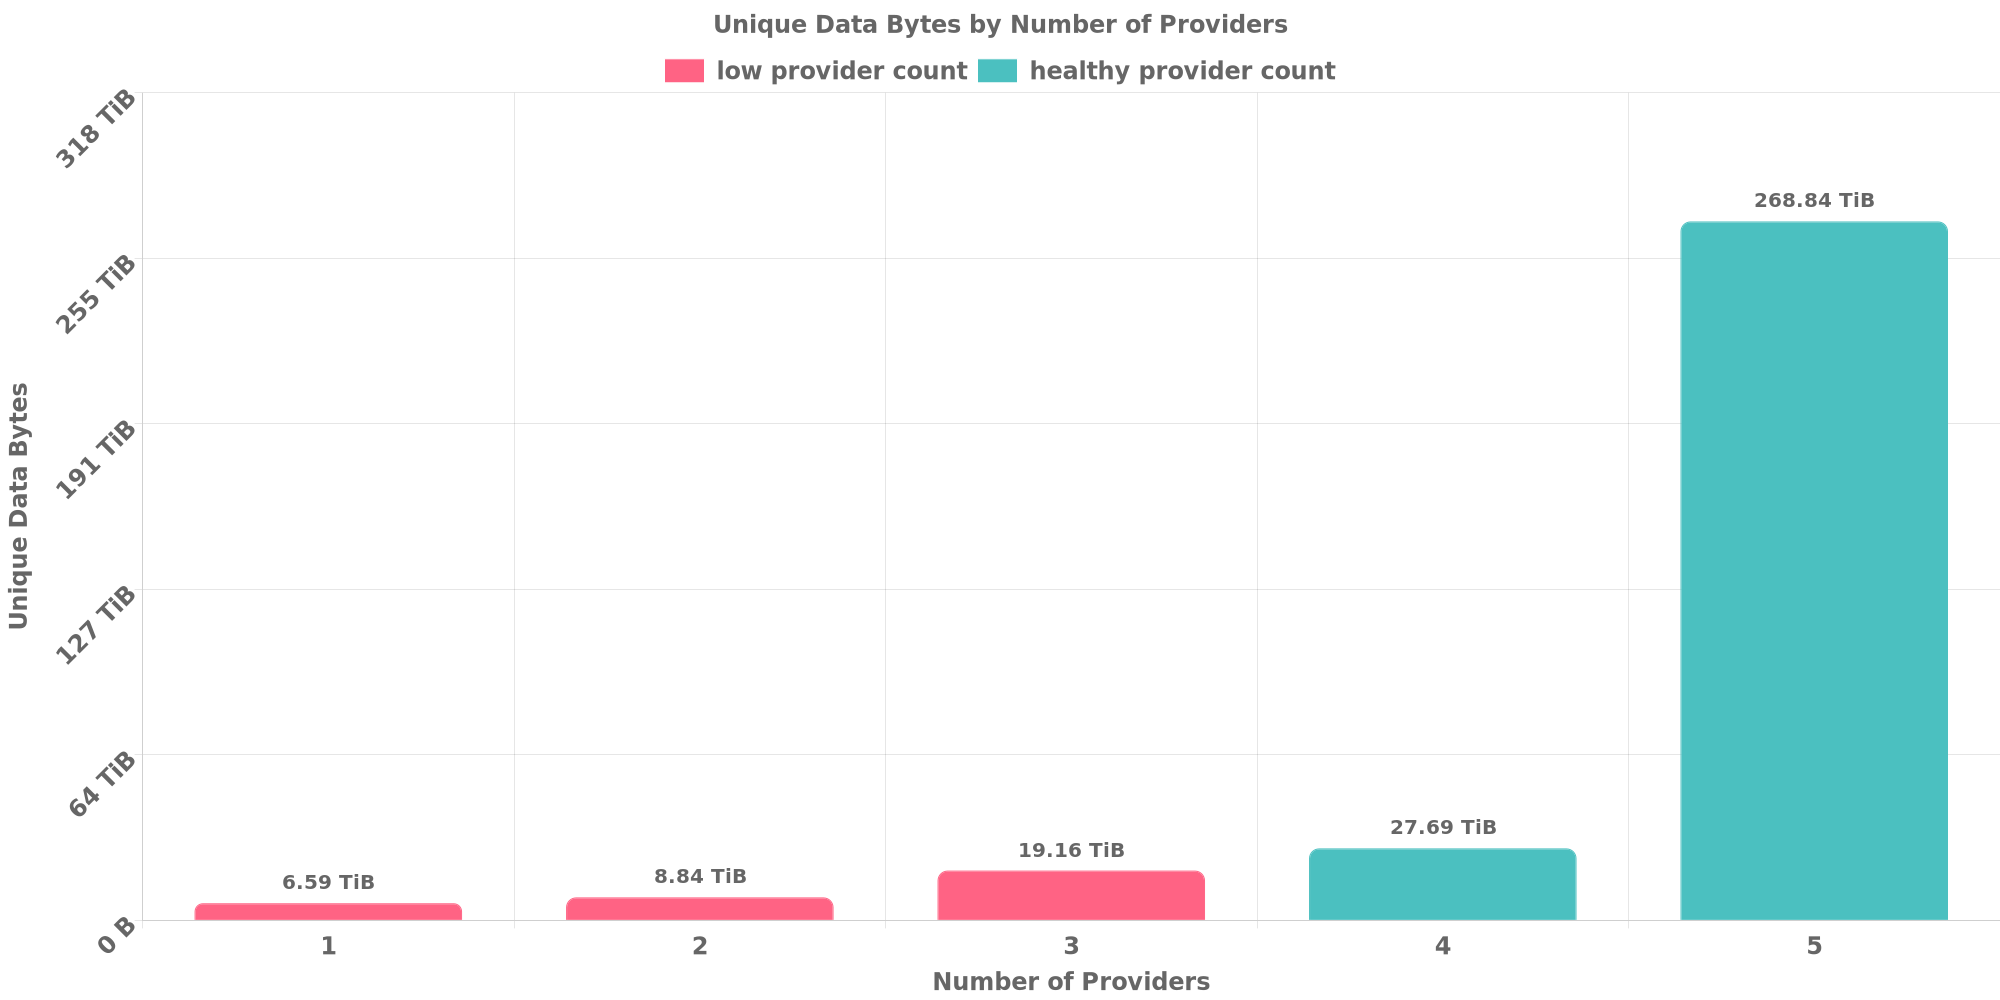 Unique Data Bytes by Number of Providers
low provider count
healthy provider count
318 TiB
255 TiB
191 TiB
127 TiB
64 TiB
0 B
Unique Data Bytes
6.59 TiB
8.84 TiB
19.16 TiB
27.69 TiB
268.84 TiB
1
2
3
4
5
Number of Providers